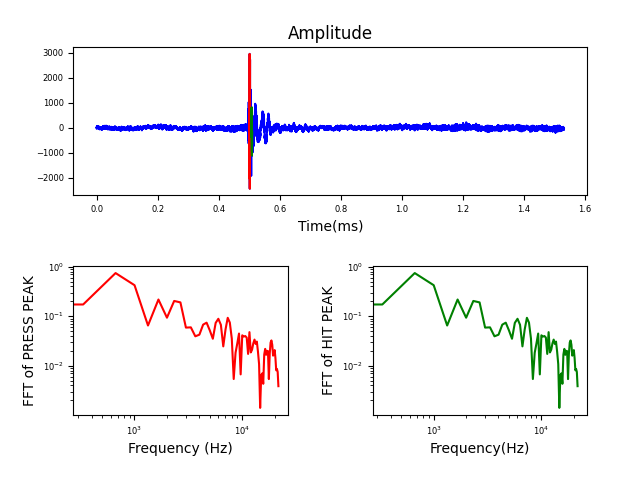 Amplitude
3000
2000
1000
0
−1000
−2000
0.0 0.2 0.4 0.6 0.8 1.0 1.2 1.4 1.6
Time(ms)
FFT of PRESS PEAK
10⁰
10⁻¹
10⁻²
10³ 10⁴
Frequency (Hz)
FFT of HIT PEAK
10⁰
10⁻¹
10⁻²
10³ 10⁴
Frequency(Hz)